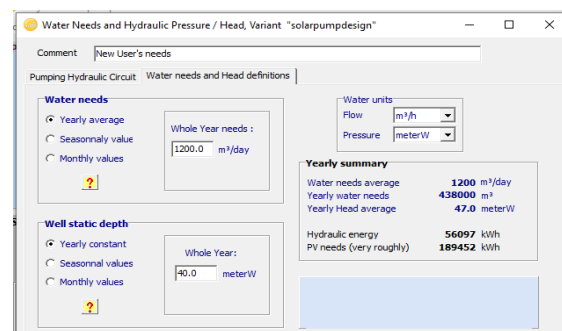 Water Needs and Hydraulic Pressure / Head, Variant "solarpumpdesign"
Comment New User's needs
Pumping Hydraulic Circuit Water needs and Head definitions
Water needs
Yearly average
Seasonnaly value
Monthly values
?
Whole Year needs :
1200.0 m³/day
Water units
Flow m³/h
Pressure meterW
Yearly summary
Water needs average 1200 m³/day
Yearly water needs 438000 m³
Yearly Head average 47.0 meterW
Hydraulic energy 56097 kWh
PV needs (very roughly) 189452 kWh
Well static depth
Yearly constant
Seasonnal values
Monthly values
?
Whole Year:
40.0 meterW